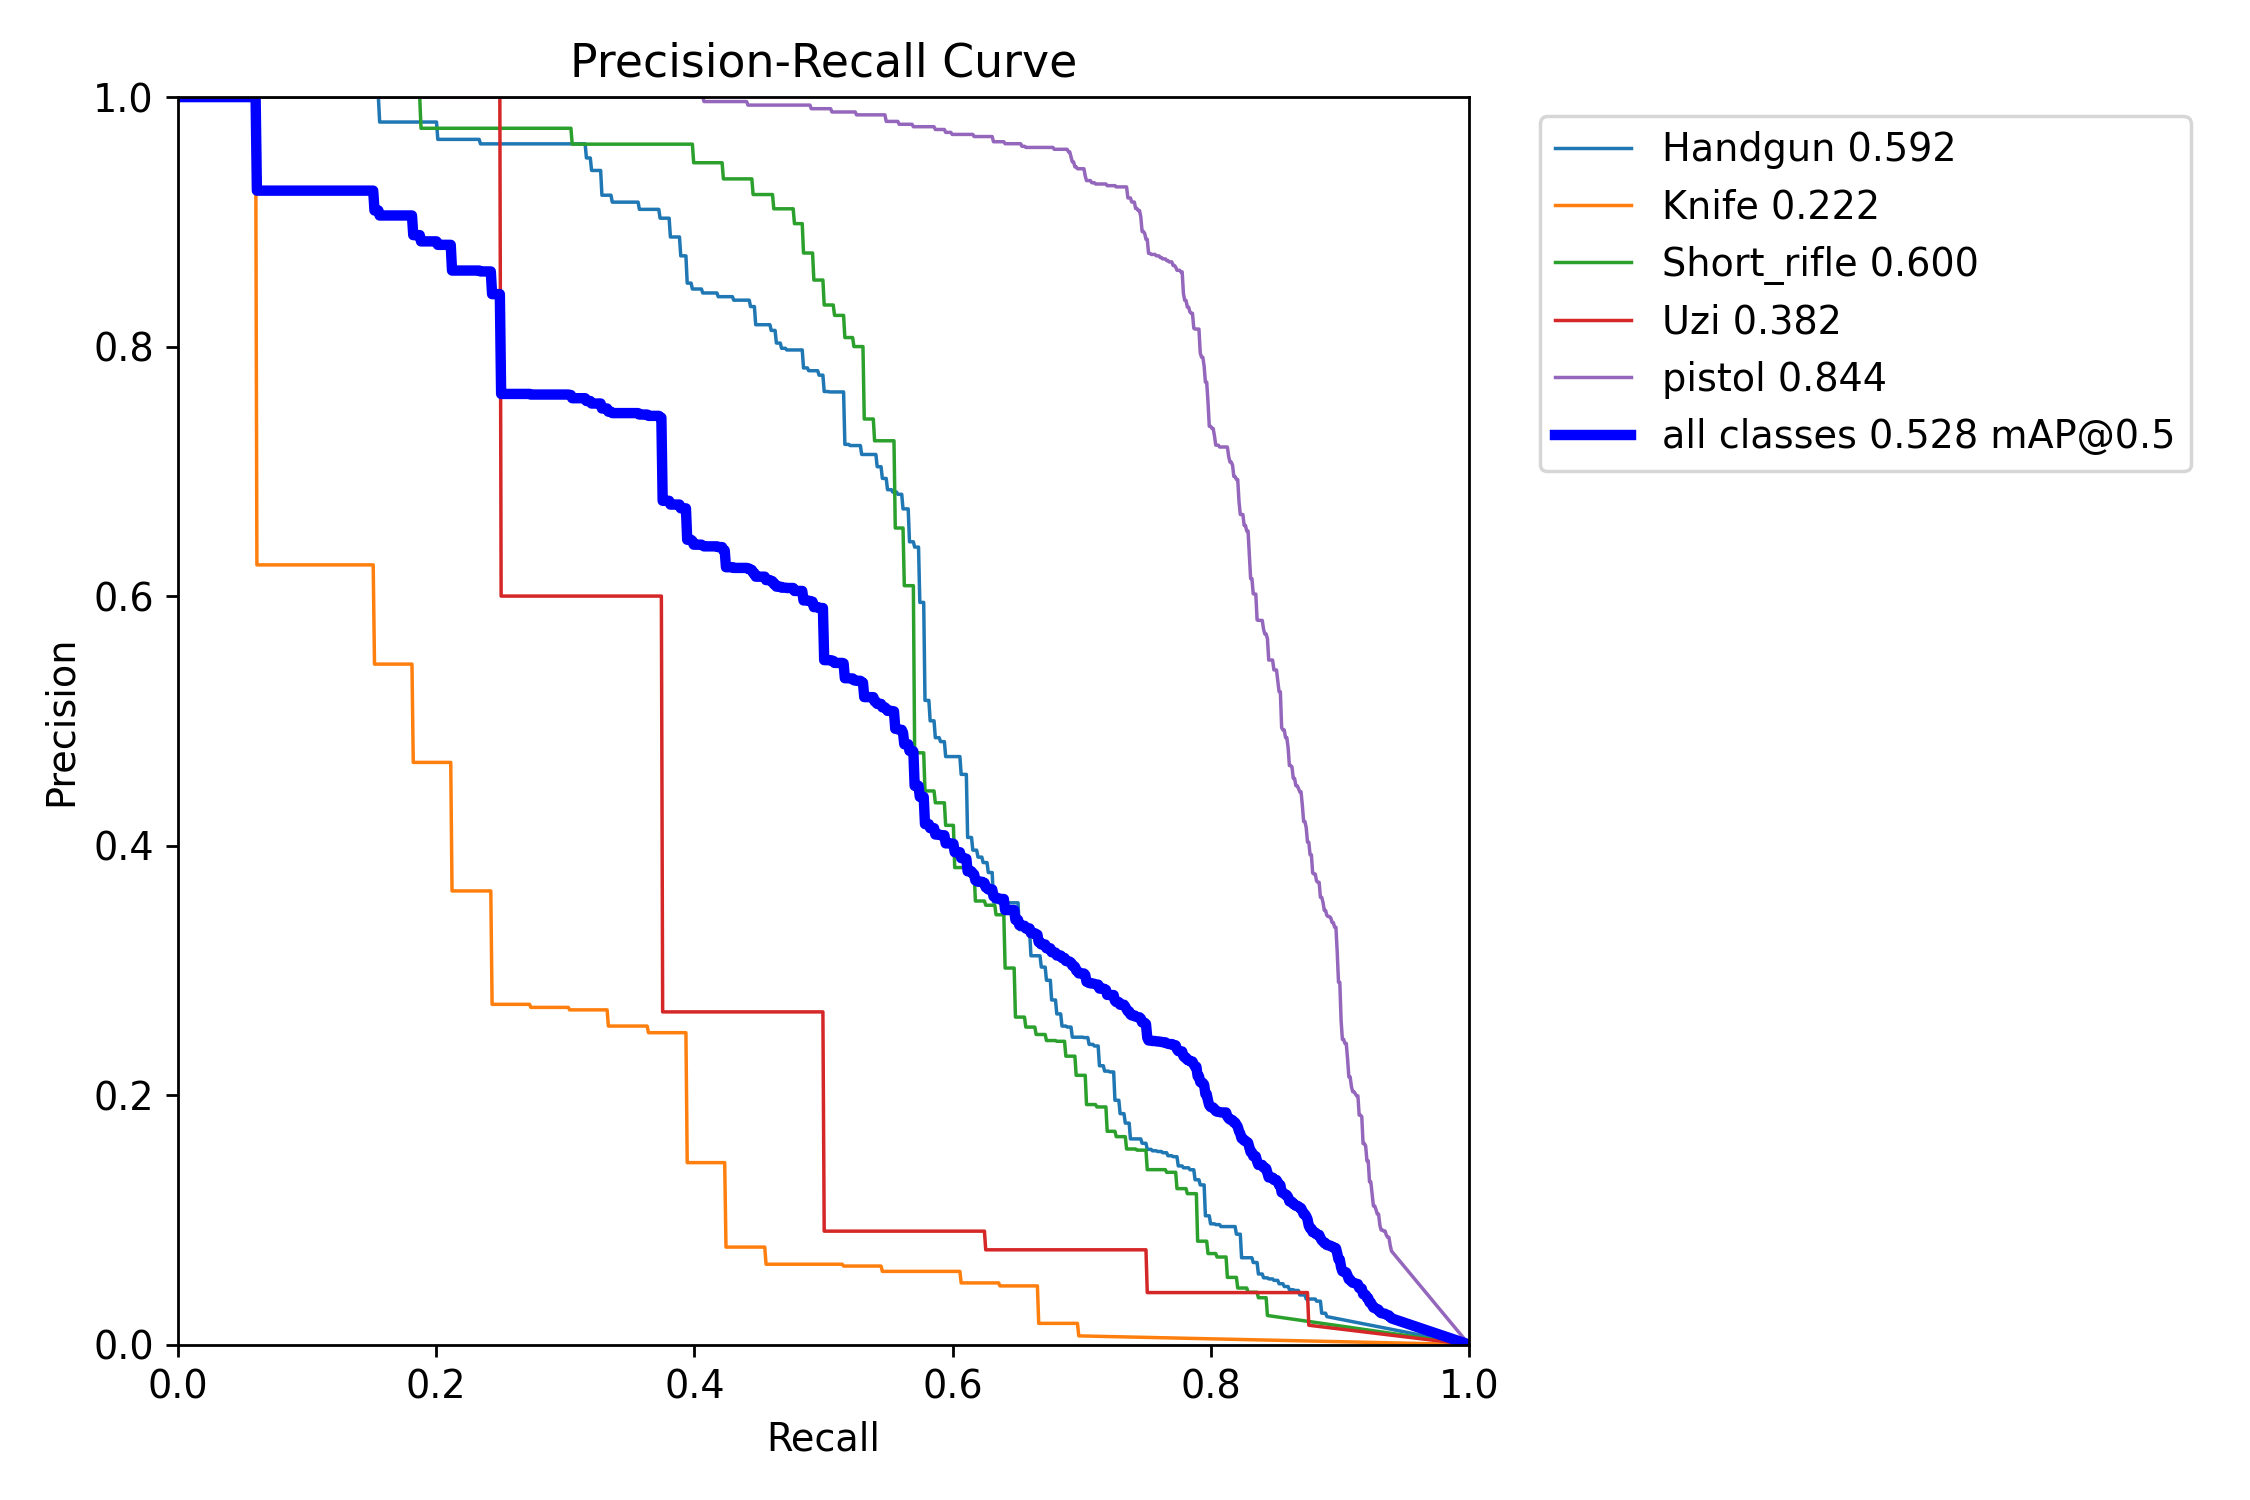 Precision-Recall Curve
1.0
0.8
0.6
0.4
0.2
0.0
Precision
0.0 0.2 0.4 0.6 0.8 1.0
Recall
Handgun 0.592
Knife 0.222
Short_rifle 0.600
Uzi 0.382
pistol 0.844
all classes 0.528 mAP@0.5